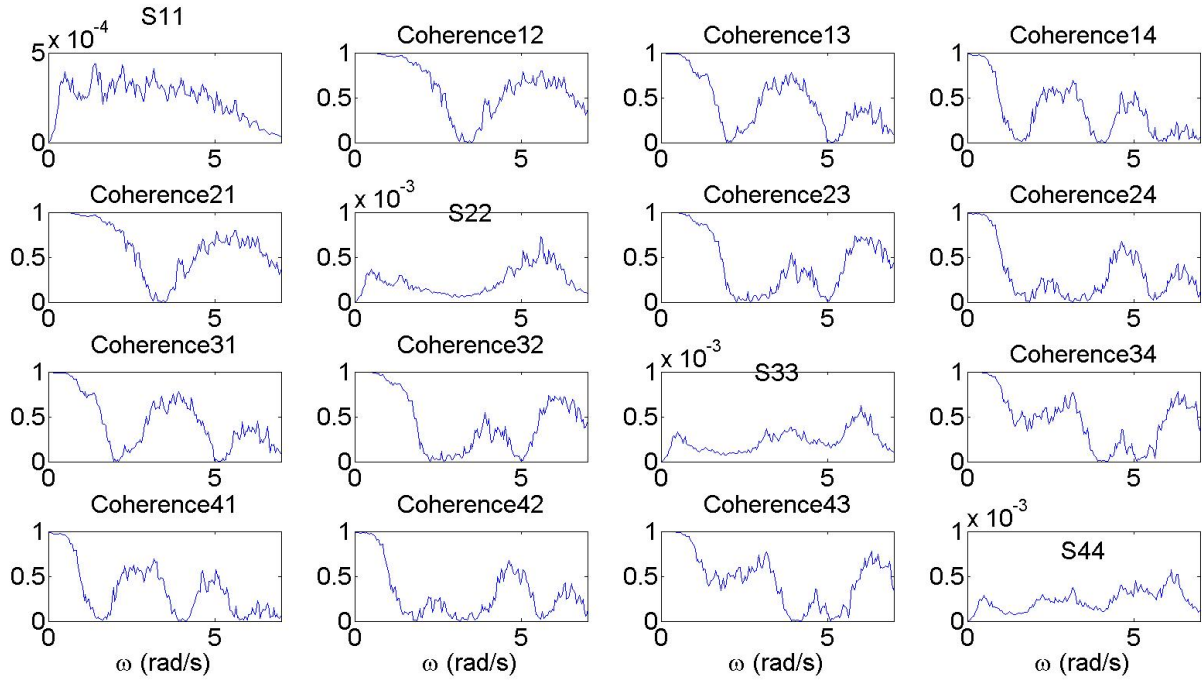 S11
5 x 10^-4
Coherence12
Coherence13
Coherence14
0
0 5
1
0.5
0
0 5
1
0.5
0
0 5
1
0.5
0
0 5
Coherence21
x 10^-3
S22
Coherence23
Coherence24
1
0.5
0
0 5
1
0.5
0
0 5
1
0.5
0
0 5
1
0.5
0
0 5
Coherence31
Coherence32
x 10^-3
S33
Coherence34
1
0.5
0
0 5
1
0.5
0
0 5
1
0.5
0
0 5
1
0.5
0
0 5
Coherence41
Coherence42
Coherence43
x 10^-3
S44
1
0.5
0
0 5
1
0.5
0
0 5
1
0.5
0
0 5
1
0.5
0
0 5
ω (rad/s)
ω (rad/s)
ω (rad/s)
ω (rad/s)